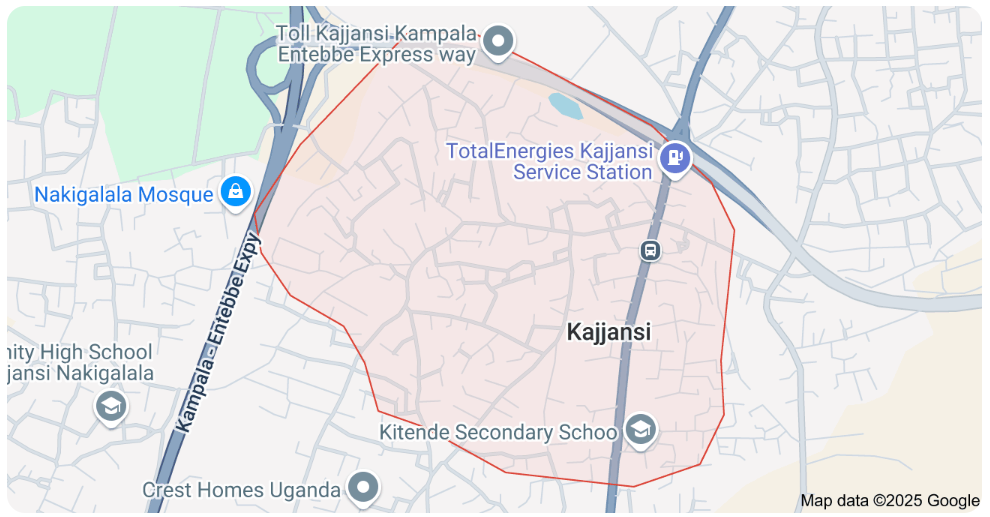 Toll Kajjansi Kampala
Entebbe Express way
TotalEnergies Kajjansi
Service Station
Nakigalala Mosque
Kampala - Entebbe Expy
Kajjansi
nity High School
jansi Nakigalala
Kitende Secondary Schoo
Crest Homes Uganda
Map data ©2025 Google